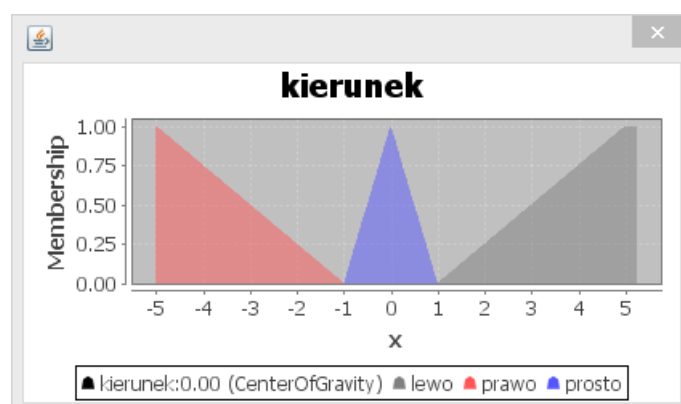 kierunek
Membership
1.00
0.75
0.50
0.25
0.00
-5 -4 -3 -2 -1 0 1 2 3 4 5
x
kierunek:0.00 (CenterOfGravity) lewo prawo prosto